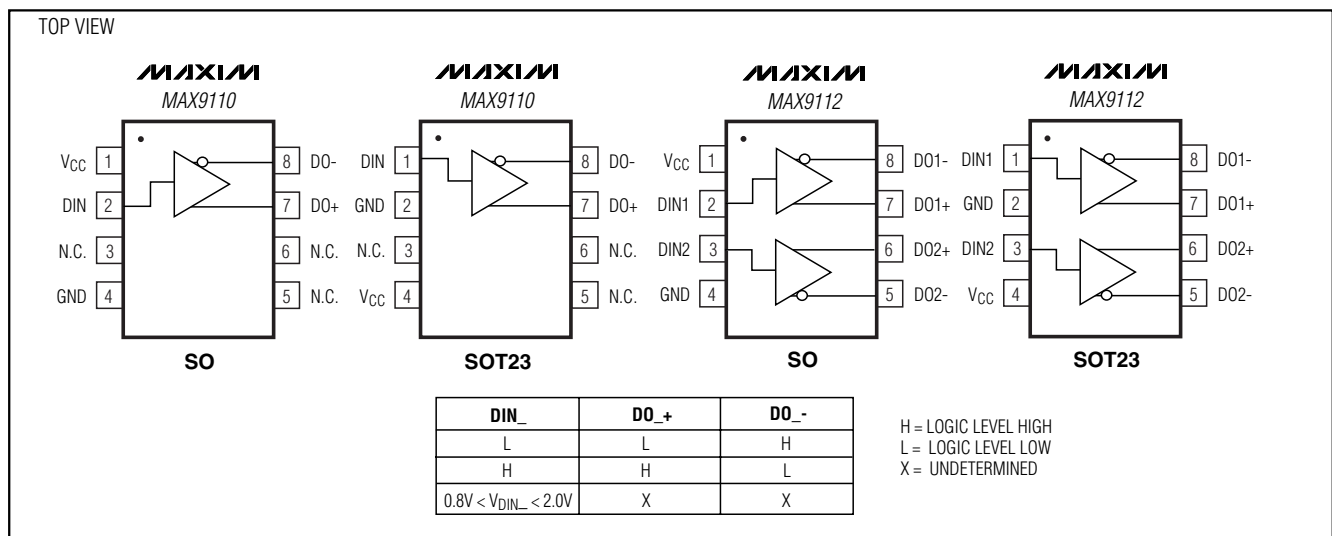 TOP VIEW
MAXIM
MAX9110
VCC 1
DIN 2
N.C. 3
GND 4
8 DO-
7 DO+
6 N.C.
5 N.C.
SO
MAXIM
MAX9110
DIN 1
GND 2
N.C. 3
VCC 4
8 DO-
7 DO+
6 N.C.
5 N.C.
SOT23
MAXIM
MAX9112
VCC 1
DIN1 2
DIN2 3
GND 4
8 DO1-
7 DO1+
6 DO2+
5 DO2-
SO
MAXIM
MAX9112
DIN1 1
GND 2
DIN2 3
VCC 4
8 DO1-
7 DO1+
6 DO2+
5 DO2-
SOT23
DIN_ DO_+ DO_-
L L H
H H L
0.8V < VDIN_ < 2.0V X X
H = LOGIC LEVEL HIGH
L = LOGIC LEVEL LOW
X = UNDETERMINED